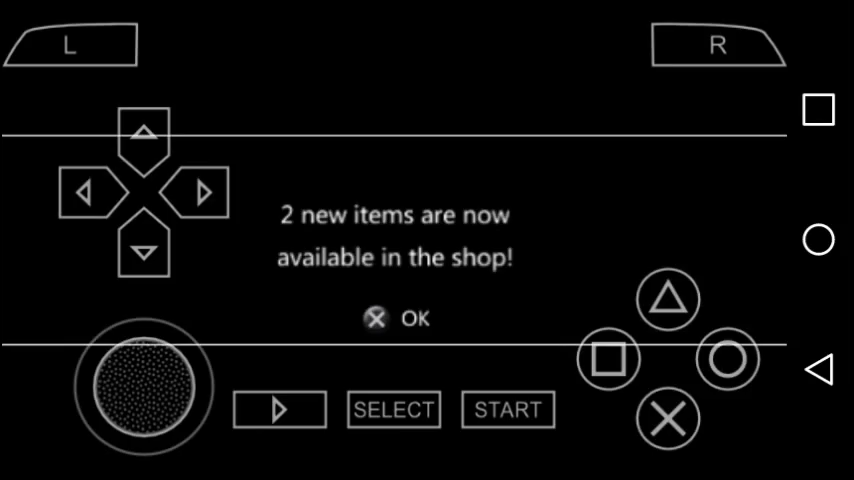 L
R
2 new items are now
available in the shop!
OK
SELECT
START